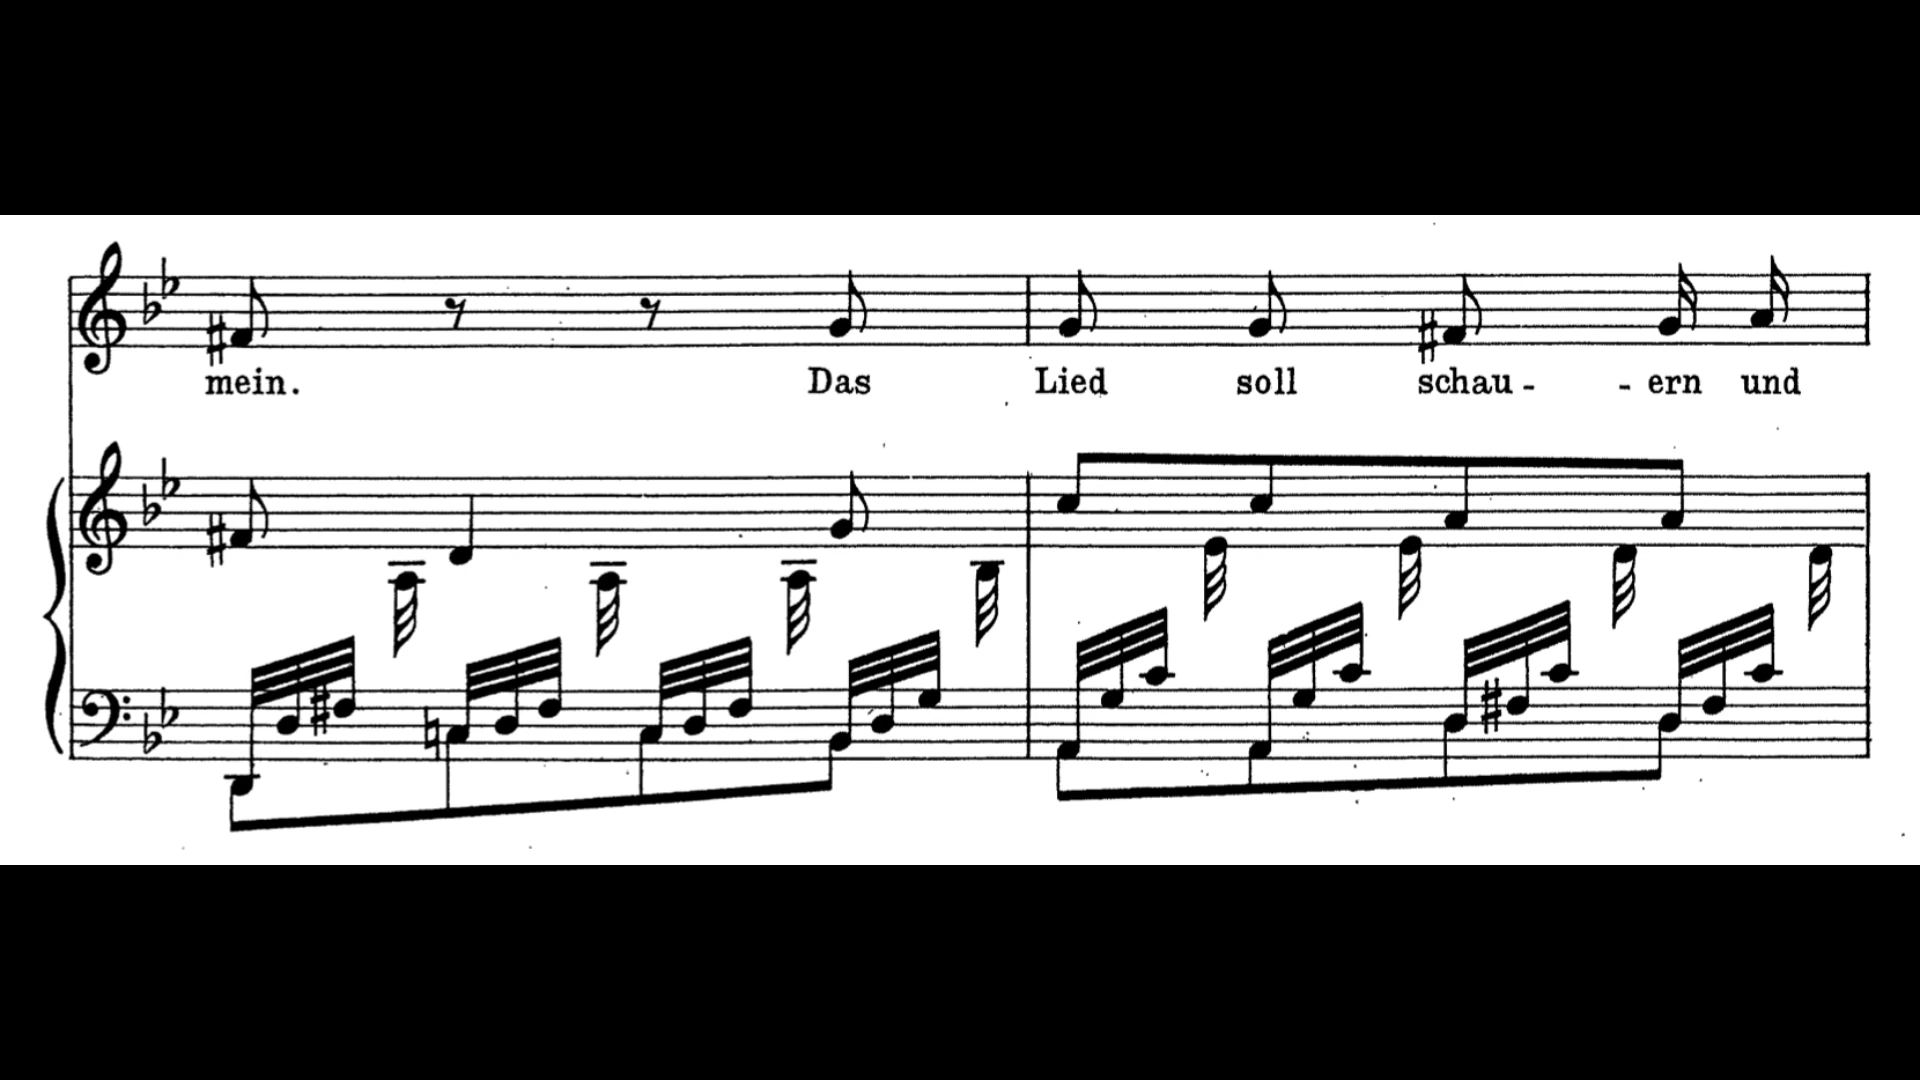 mein. Das Lied soll schau - - ern und